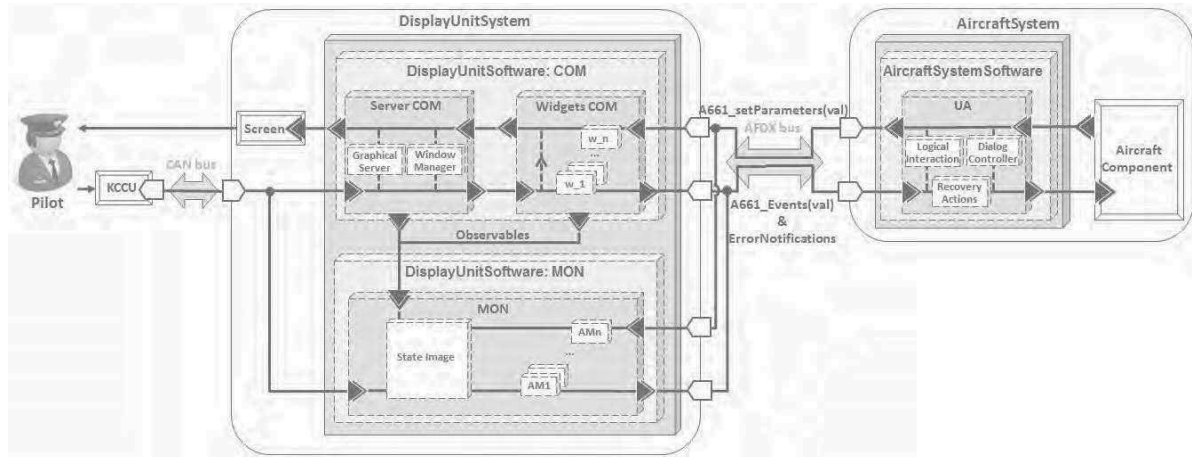 DisplayUnitSystem
AircraftSystem
DisplayUnitSoftware: COM
AircraftSystemSoftware
Server COM
Widgets COM
A661_setParameters(val)
UA
Screen
w_n
AFDX bus
Graphical
Server
Window
Manager
...
Logical
Interaction
Dialog
Controller
Aircraft
Component
CAN bus
KCCU
w_1
Recovery
Actions
Pilot
A661_Events(val)
&
ErrorNotifications
Observables
DisplayUnitSoftware: MON
MON
AMn
State Image
...
AM1